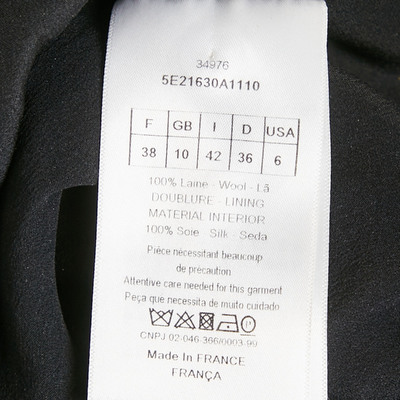 34976
5E21630A1110
F GB I D USA
38 10 42 36 6
100% Laine - Wool - Lã
DOUBLURE - LINING
MATERIAL INTERIOR
100% Soie - Silk - Seda
Pièce nécessitant beaucoup
de précaution
Attentive care needed for this garment
Peça que necessita de muito cuidado
CNPJ 02-046-366/0003-99
Made In FRANCE
FRANÇA